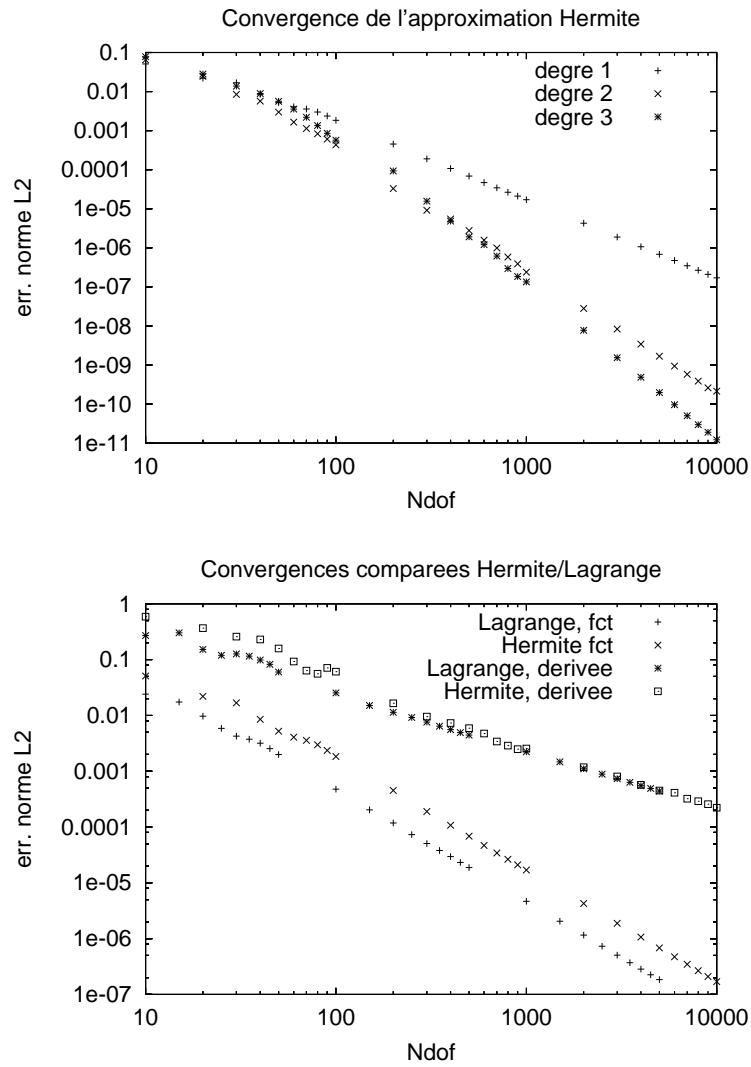 Convergence de l'approximation Hermite
0.1
0.01
0.001
0.0001
1e-05
1e-06
1e-07
1e-08
1e-09
1e-10
1e-11
err. norme L2
degre 1
degre 2
degre 3
10
100
1000
10000
Ndof
Convergences comparees Hermite/Lagrange
1
0.1
0.01
0.001
0.0001
1e-05
1e-06
1e-07
err. norme L2
Lagrange, fct
Hermite fct
Lagrange, derivee
Hermite, derivee
10
100
1000
10000
Ndof